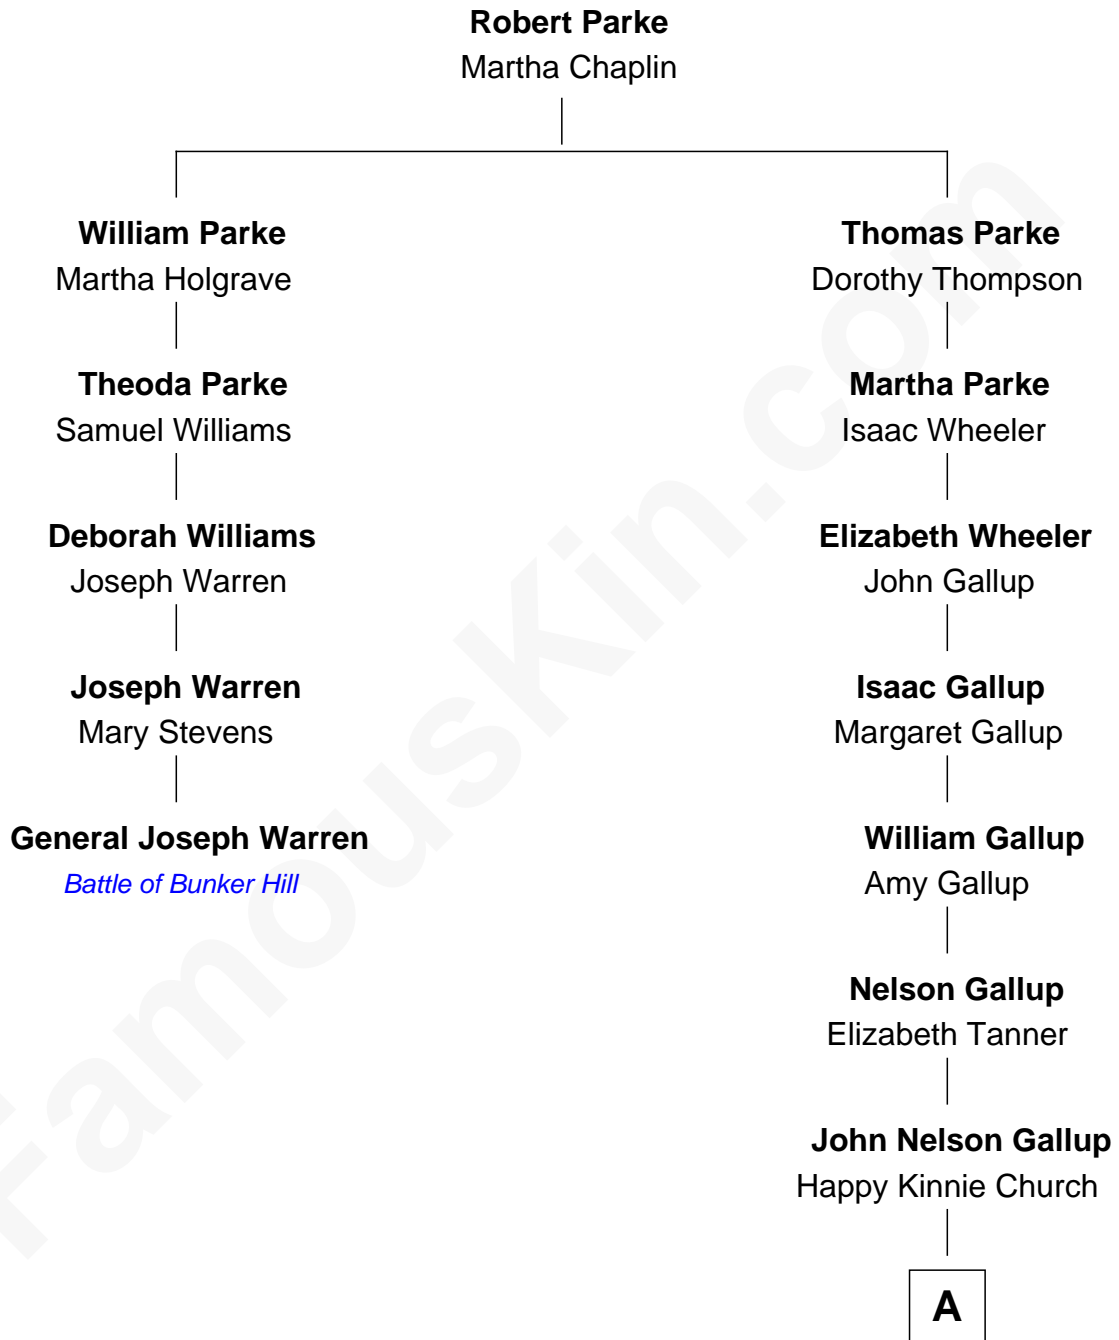 Robert Parke
Martha Chaplin
William Parke
Martha Holgrave
Theoda Parke
Samuel Williams
Deborah Williams
Joseph Warren
Joseph Warren
Mary Stevens
General Joseph Warren
Battle of Bunker Hill
Thomas Parke
Dorothy Thompson
Martha Parke
Isaac Wheeler
Elizabeth Wheeler
John Gallup
Isaac Gallup
Margaret Gallup
William Gallup
Amy Gallup
Nelson Gallup
Elizabeth Tanner
John Nelson Gallup
Happy Kinnie Church
A
FamousKin.com